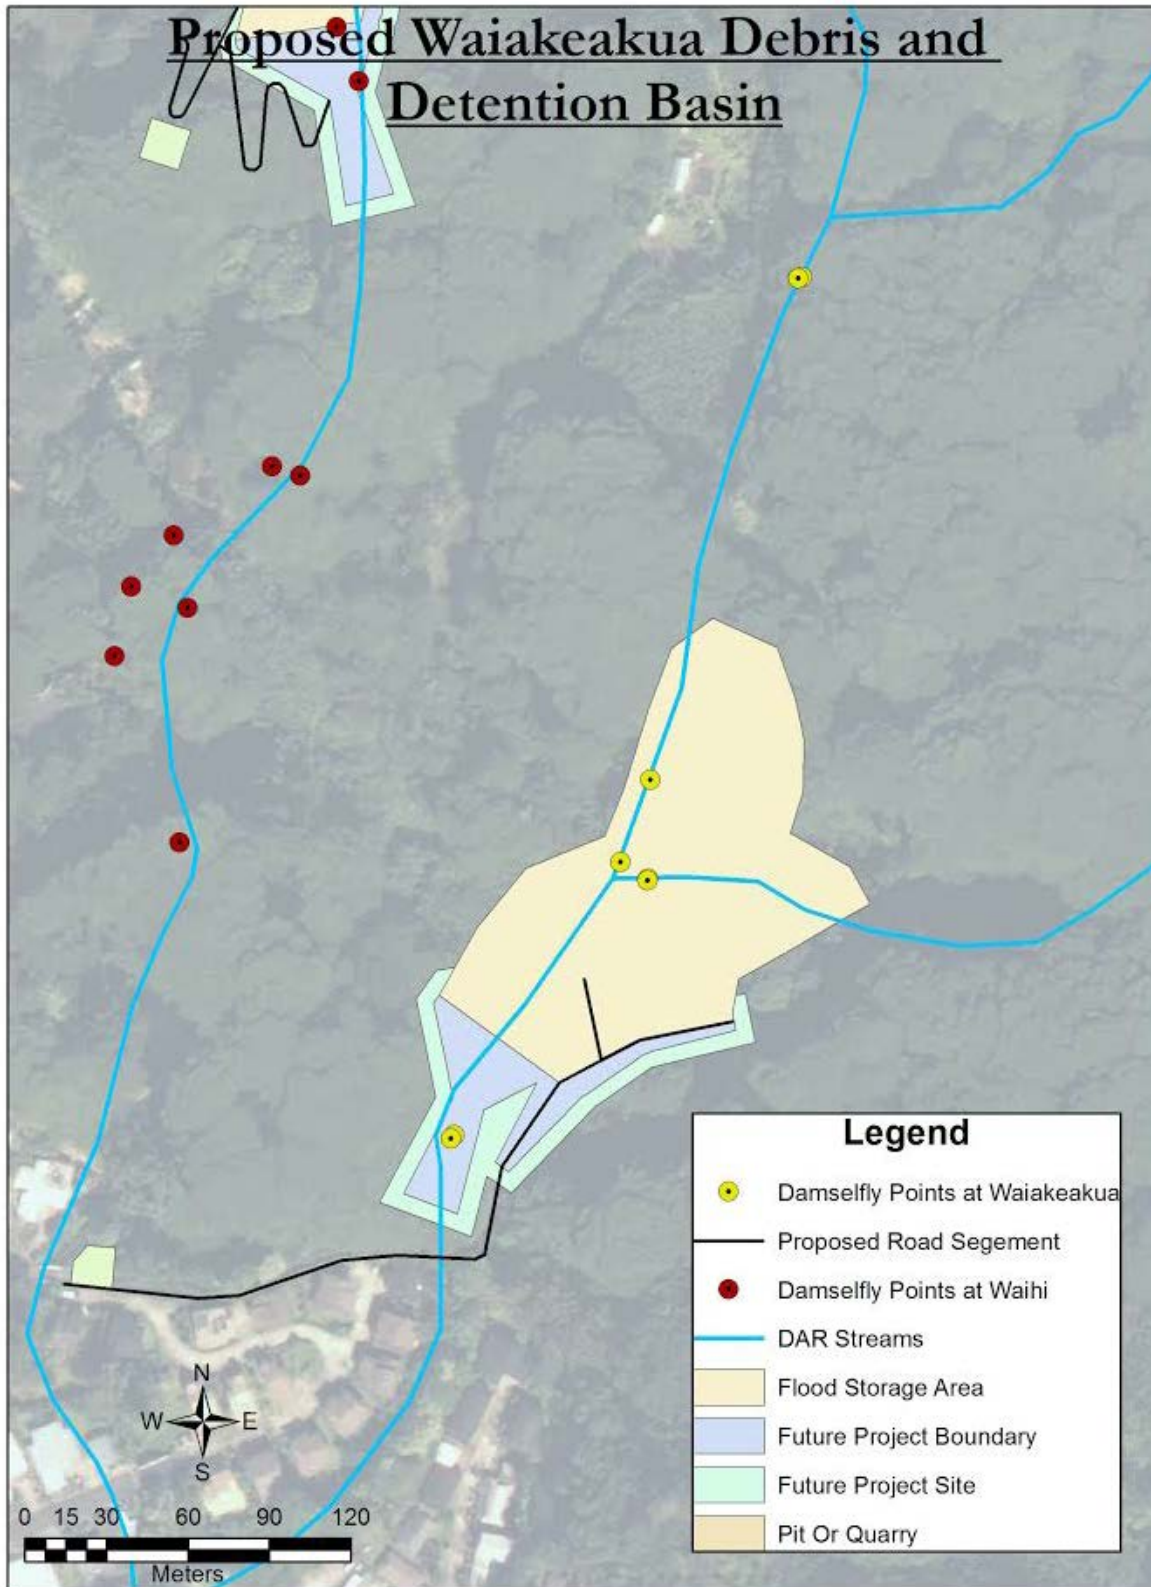 Proposed Waiakeakua Debris and
Detention Basin
Legend
Damselfly Points at Waiakeakua
Proposed Road Segement
Damselfly Points at Waihi
DAR Streams
Flood Storage Area
Future Project Boundary
Future Project Site
Pit Or Quarry
N
W E
S
0 15 30 60 90 120
Meters